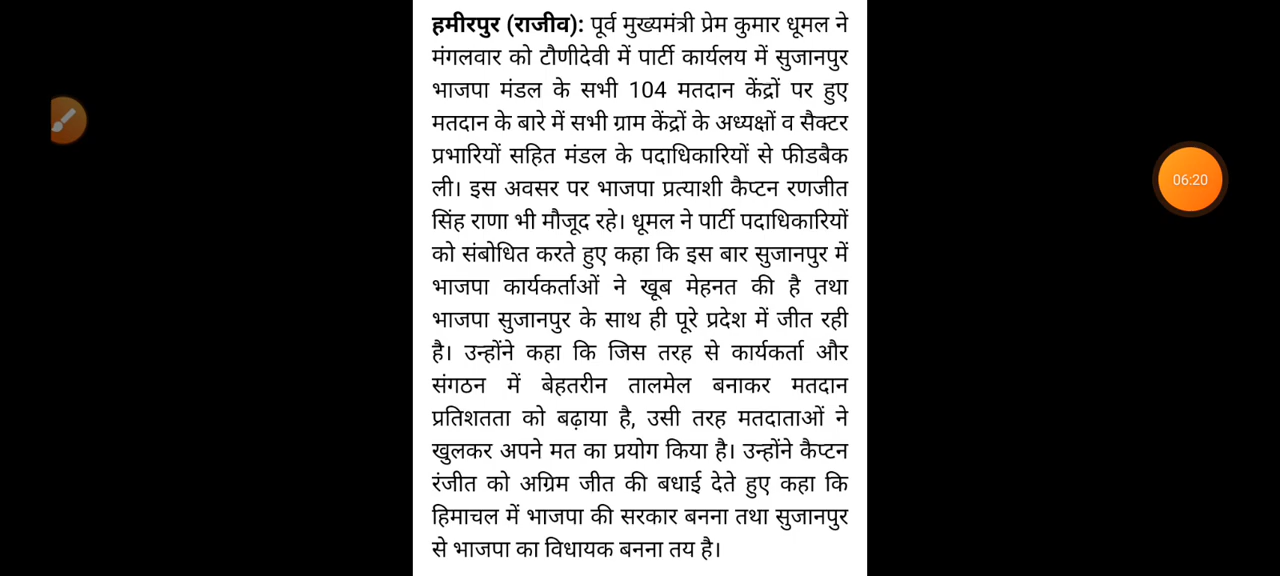 हमीरपुर (राजीव): पूर्व मुख्यमंत्री प्रेम कुमार धूमल ने
मंगलवार को टौणीदेवी में पार्टी कार्यलय में सुजानपुर
भाजपा मंडल के सभी 104 मतदान केंद्रों पर हुए
मतदान के बारे में सभी ग्राम केंद्रों के अध्यक्षों व सैक्टर
प्रभारियों सहित मंडल के पदाधिकारियों से फीडबैक
ली। इस अवसर पर भाजपा प्रत्याशी कैप्टन रणजीत
सिंह राणा भी मौजूद रहे। धूमल ने पार्टी पदाधिकारियों
को संबोधित करते हुए कहा कि इस बार सुजानपुर में
भाजपा कार्यकर्ताओं ने खूब मेहनत की है तथा
भाजपा सुजानपुर के साथ ही पूरे प्रदेश में जीत रही
है। उन्होंने कहा कि जिस तरह से कार्यकर्ता और
संगठन में बेहतरीन तालमेल बनाकर मतदान
प्रतिशतता को बढ़ाया है, उसी तरह मतदाताओं ने
खुलकर अपने मत का प्रयोग किया है। उन्होंने कैप्टन
रंजीत को अग्रिम जीत की बधाई देते हुए कहा कि
हिमाचल में भाजपा की सरकार बनना तथा सुजानपुर
से भाजपा का विधायक बनना तय है।
06:20